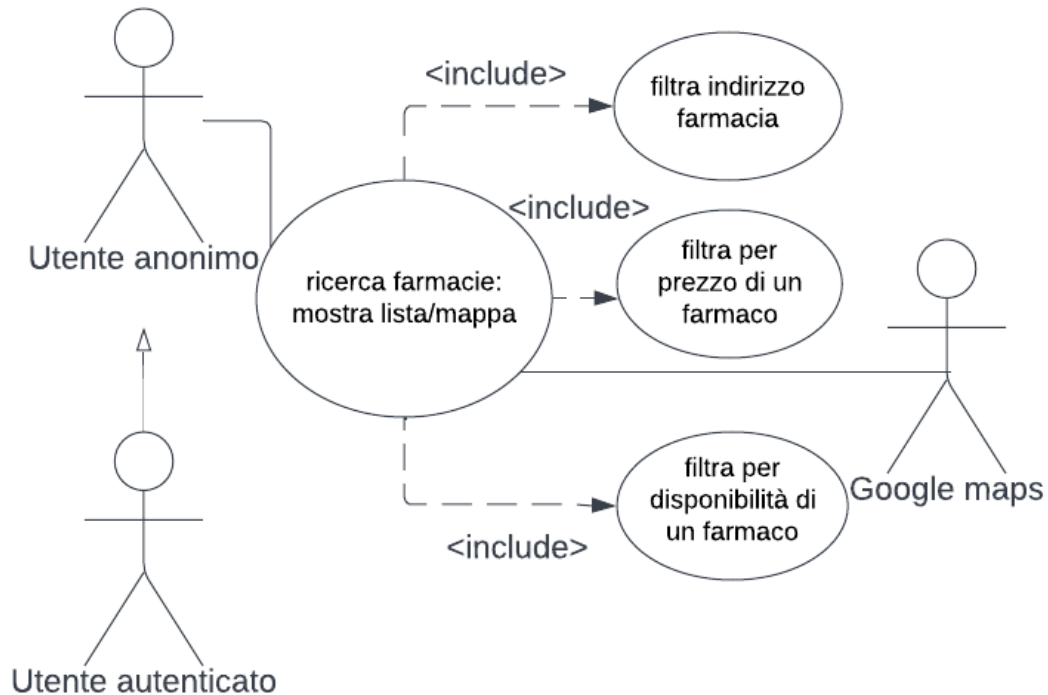 <include>
filtra indirizzo
farmacia
Utente anonimo
<include>
ricerca farmacie:
mostra lista/mappa
filtra per
prezzo di un
farmaco
filtra per
disponibilità di
un farmaco
Google maps
<include>
Utente autenticato